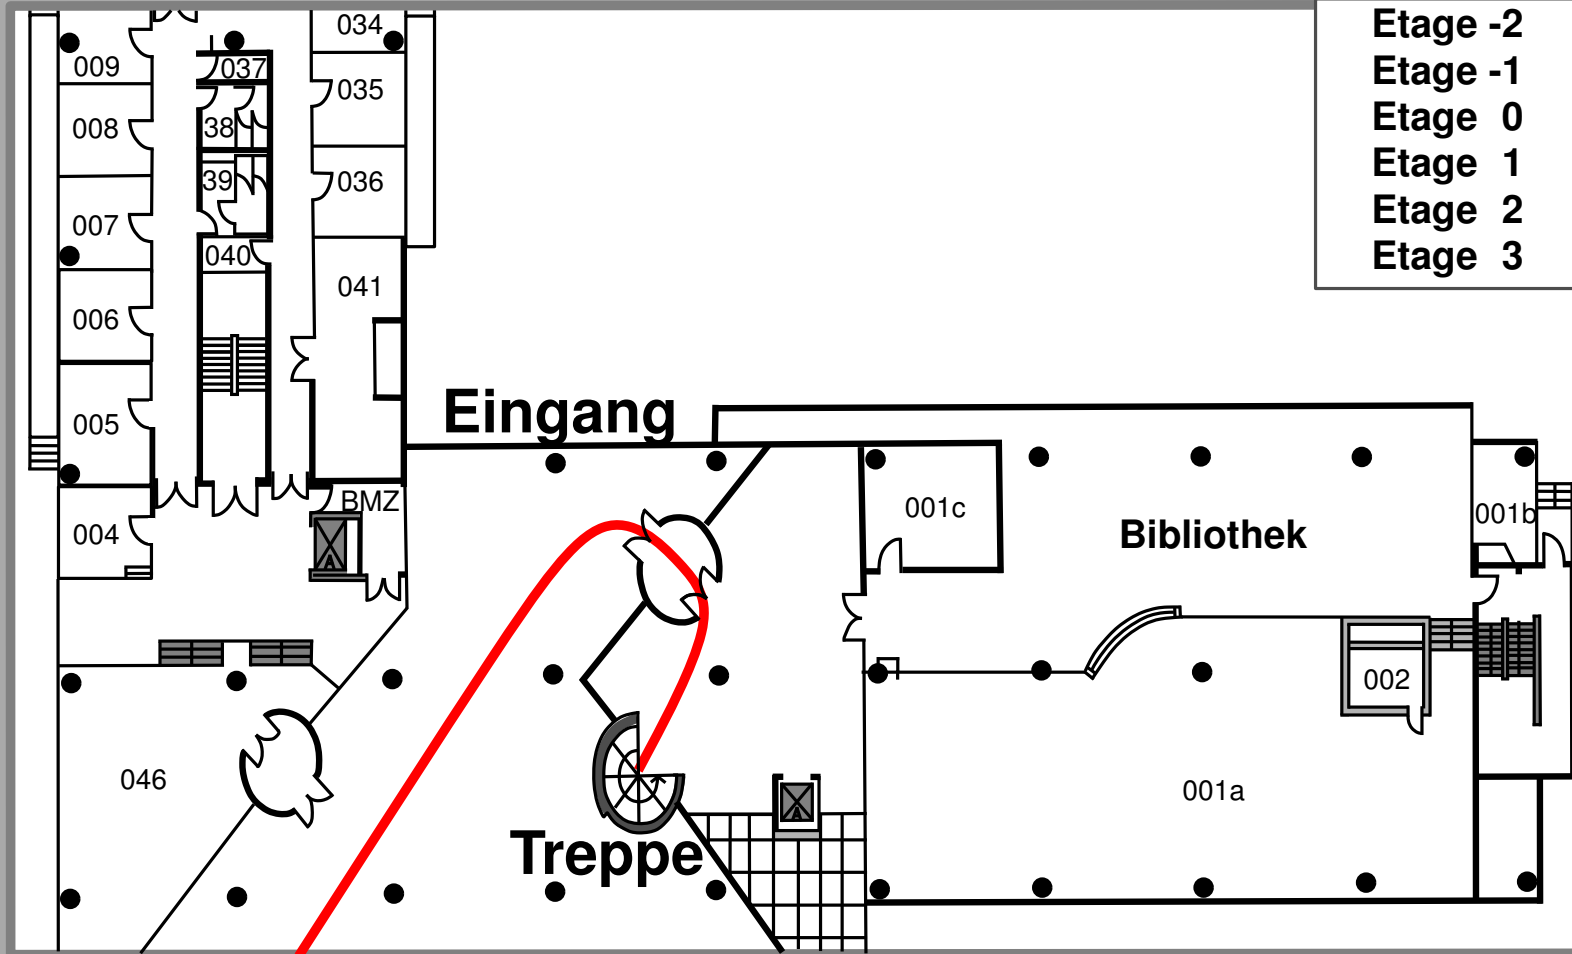 034
009
037
035
008
38
39
036
007
040
041
006
005
Eingang
BMZ
004
001c
001b
Bibliothek
002
046
A
A
001a
Treppe
Etage -2
Etage -1
Etage 0
Etage 1
Etage 2
Etage 3